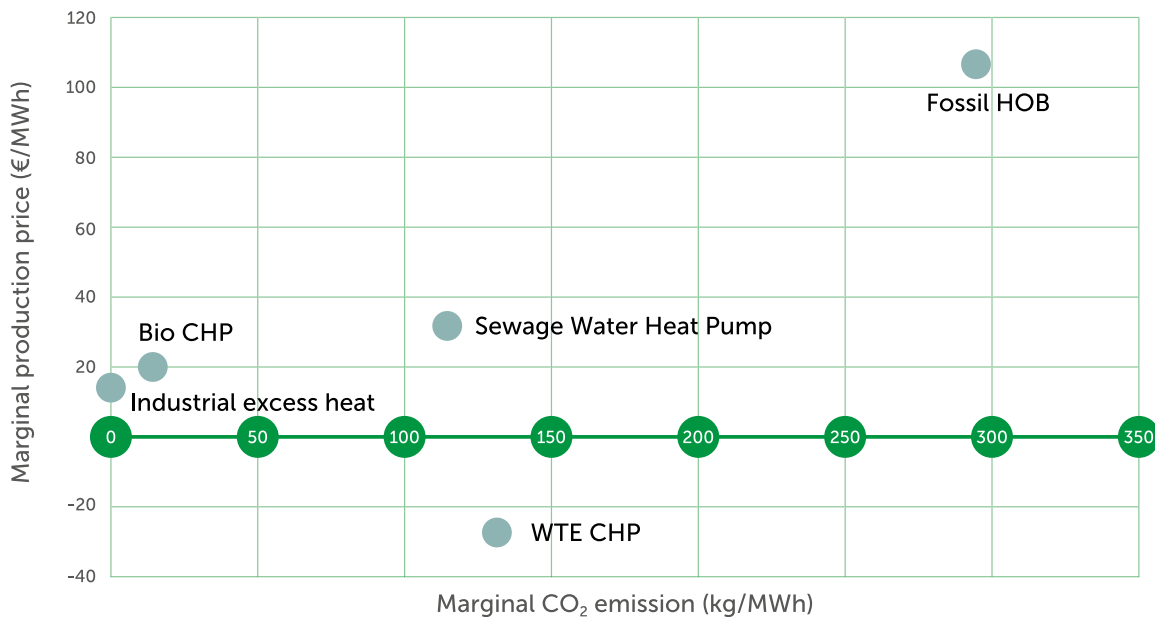 120
100
80
60
40
20
-20
-40
Marginal production price (€/MWh)
Fossil HOB
Sewage Water Heat Pump
Bio CHP
Industrial excess heat
0 50 100 150 200 250 300 350
WTE CHP
Marginal CO₂ emission (kg/MWh)